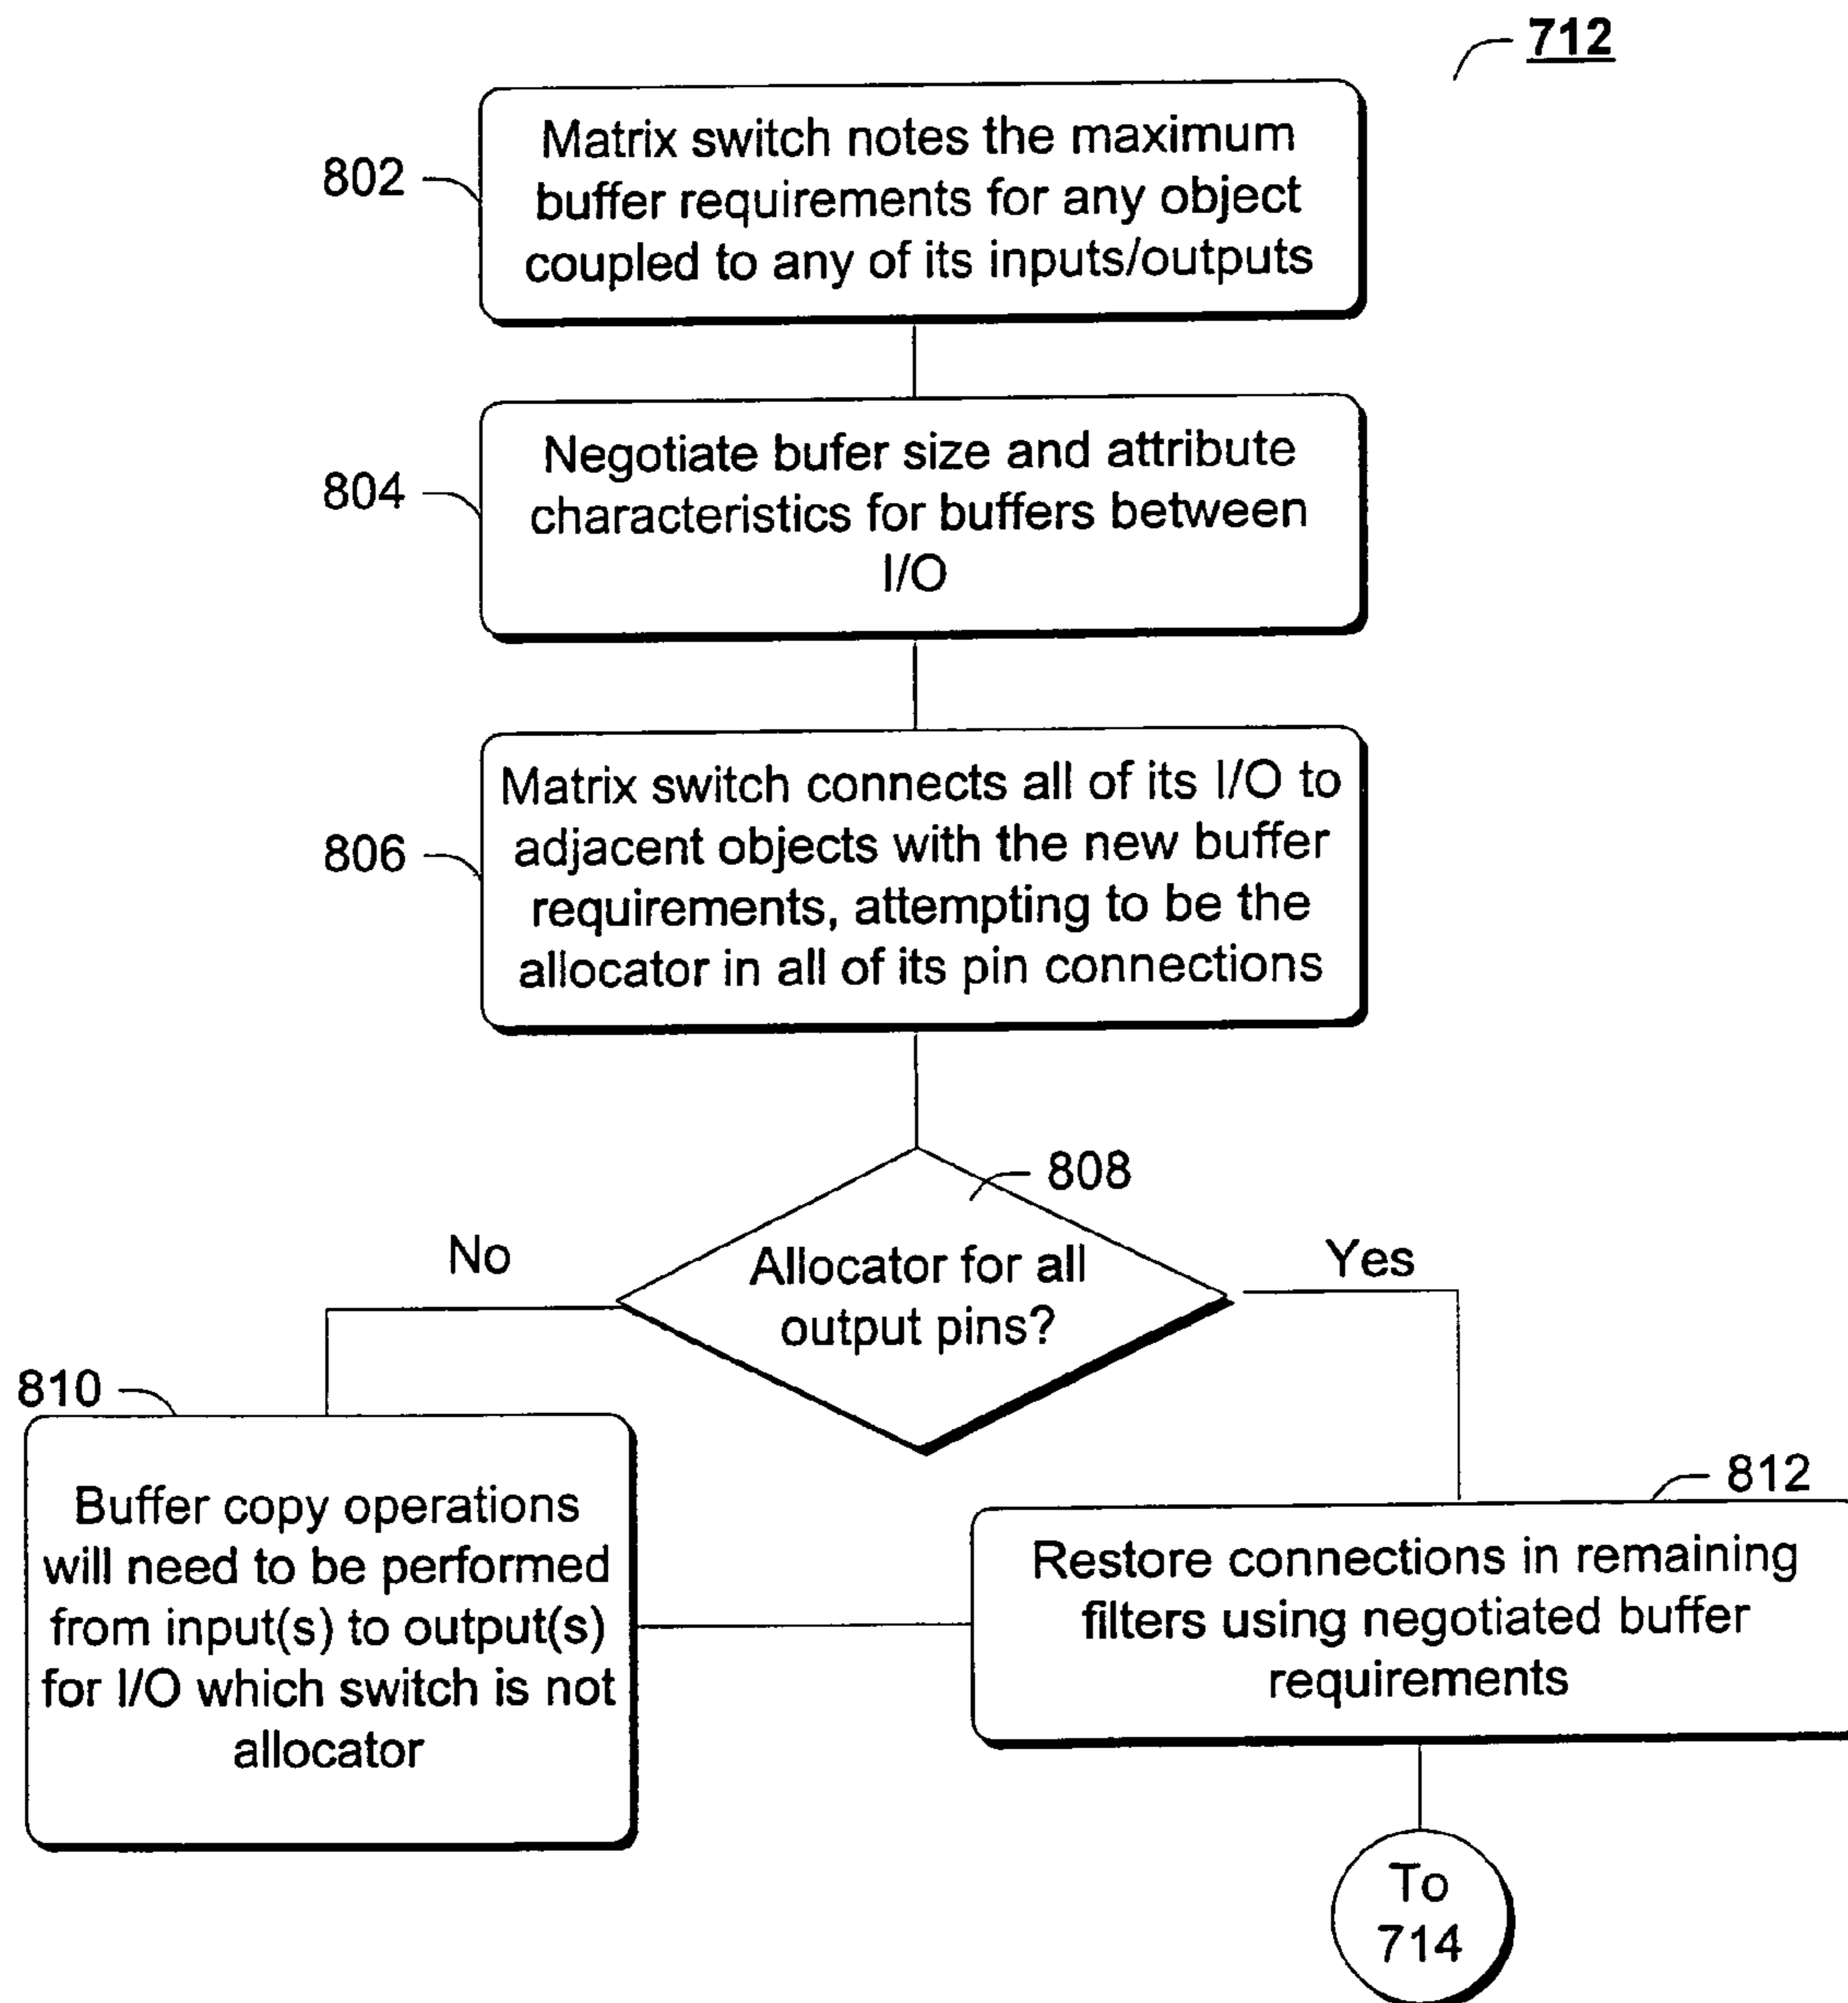 712
802
Matrix switch notes the maximum
buffer requirements for any object
coupled to any of its inputs/outputs
804
Negotiate bufer size and attribute
characteristics for buffers between
I/O
806
Matrix switch connects all of its I/O to
adjacent objects with the new buffer
requirements, attempting to be the
allocator in all of its pin connections
808
No
Allocator for all
output pins?
Yes
810
Buffer copy operations
will need to be performed
from input(s) to output(s)
for I/O which switch is not
allocator
812
Restore connections in remaining
filters using negotiated buffer
requirements
To
714